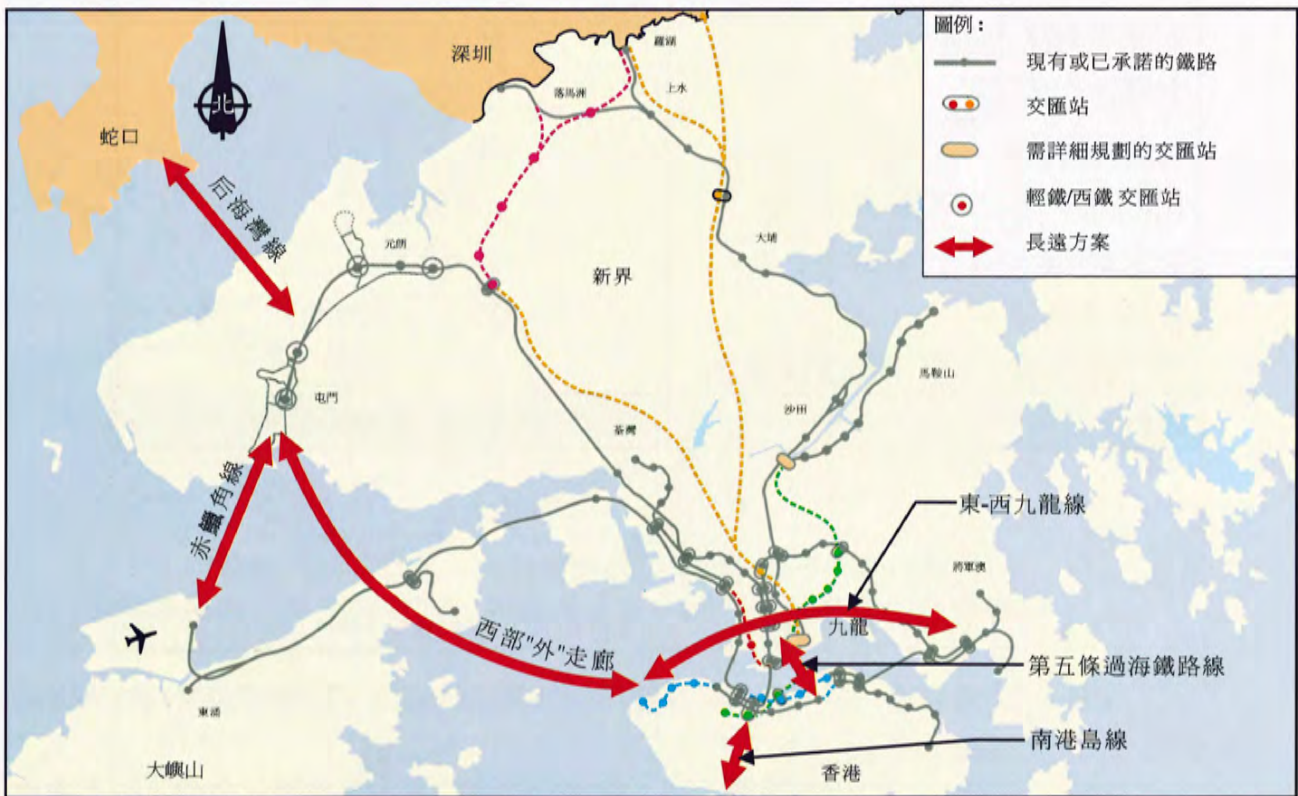 圖例：
現有或已承諾的鐵路
交匯站
需詳細規劃的交匯站
輕鐵/西鐵 交匯站
長遠方案
深圳
羅湖
落馬洲
上水
北
蛇口
后海灣線
元朗
新界
大埔
屯門
荃灣
沙田
馬鞍山
赤鱲角線
東-西九龍線
將軍澳
九龍
西部"外"走廊
第五條過海鐵路線
東涌
南港島線
大嶼山
香港